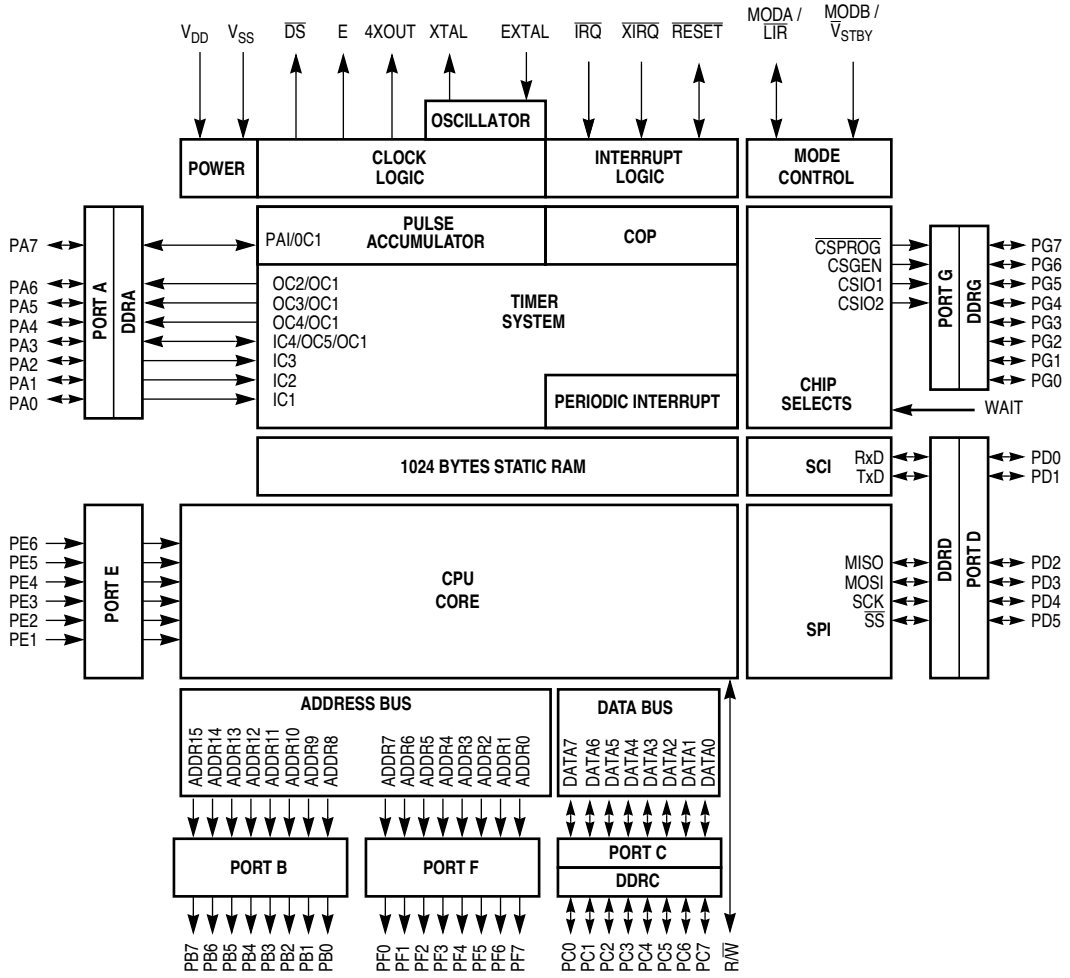 VDD VSS DS E 4XOUT XTAL EXTAL IRQ XIRQ RESET MODA / LIR MODB / VSTBY
OSCILLATOR
POWER
CLOCK
LOGIC
INTERRUPT
LOGIC
MODE
CONTROL
PULSE
ACCUMULATOR
COP
PA7
PA6
PA5
PA4
PA3
PA2
PA1
PA0
PORT A
DDRA
PAI/0C1
OC2/OC1
OC3/OC1
OC4/OC1
IC4/OC5/OC1
IC3
IC2
IC1
TIMER
SYSTEM
PERIODIC INTERRUPT
CSPROG
CSGEN
CSIO1
CSIO2
CHIP
SELECTS
PORT G
DDRG
PG7
PG6
PG5
PG4
PG3
PG2
PG1
PG0
WAIT
1024 BYTES STATIC RAM
SCI
RxD
TxD
PD0
PD1
PE6
PE5
PE4
PE3
PE2
PE1
PORT E
CPU
CORE
MISO
MOSI
SCK
SS
SPI
DDRD
PORT D
PD2
PD3
PD4
PD5
ADDRESS BUS
ADDR15
ADDR14
ADDR13
ADDR12
ADDR11
ADDR10
ADDR9
ADDR8
ADDR7
ADDR6
ADDR5
ADDR4
ADDR3
ADDR2
ADDR1
ADDR0
DATA BUS
DATA7
DATA6
DATA5
DATA4
DATA3
DATA2
DATA1
DATA0
PORT B
PORT F
PORT C
DDRC
PB7
PB6
PB5
PB4
PB3
PB2
PB1
PB0
PF0
PF1
PF2
PF3
PF4
PF5
PF6
PF7
PC0
PC1
PC2
PC3
PC4
PC5
PC6
PC7
R/W